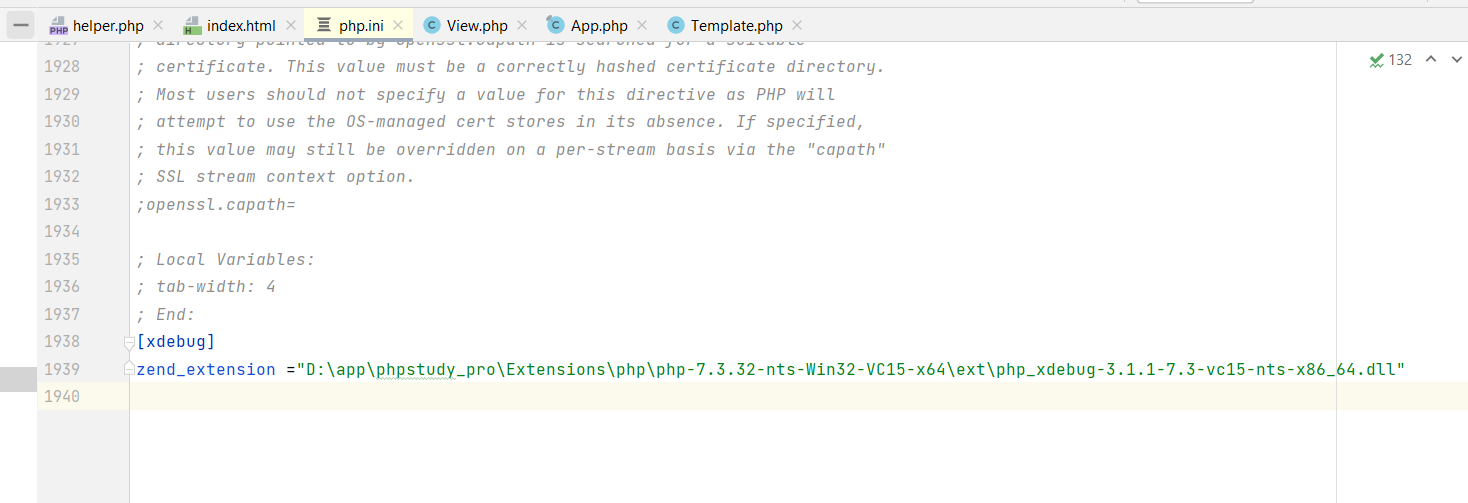 helper.php
index.html
php.ini
View.php
App.php
Template.php
132
1927 ; directory pointed to by openssl.capath is searched for a suitable
1928 ; certificate. This value must be a correctly hashed certificate directory.
1929 ; Most users should not specify a value for this directive as PHP will
1930 ; attempt to use the OS-managed cert stores in its absence. If specified,
1931 ; this value may still be overridden on a per-stream basis via the "capath"
1932 ; SSL stream context option.
1933 ;openssl.capath=
1934
1935 ; Local Variables:
1936 ; tab-width: 4
1937 ; End:
1938 [xdebug]
1939 zend_extension ="D:\app\phpstudy_pro\Extensions\php\php-7.3.32-nts-Win32-VC15-x64\ext\php_xdebug-3.1.1-7.3-vc15-nts-x86_64.dll"
1940